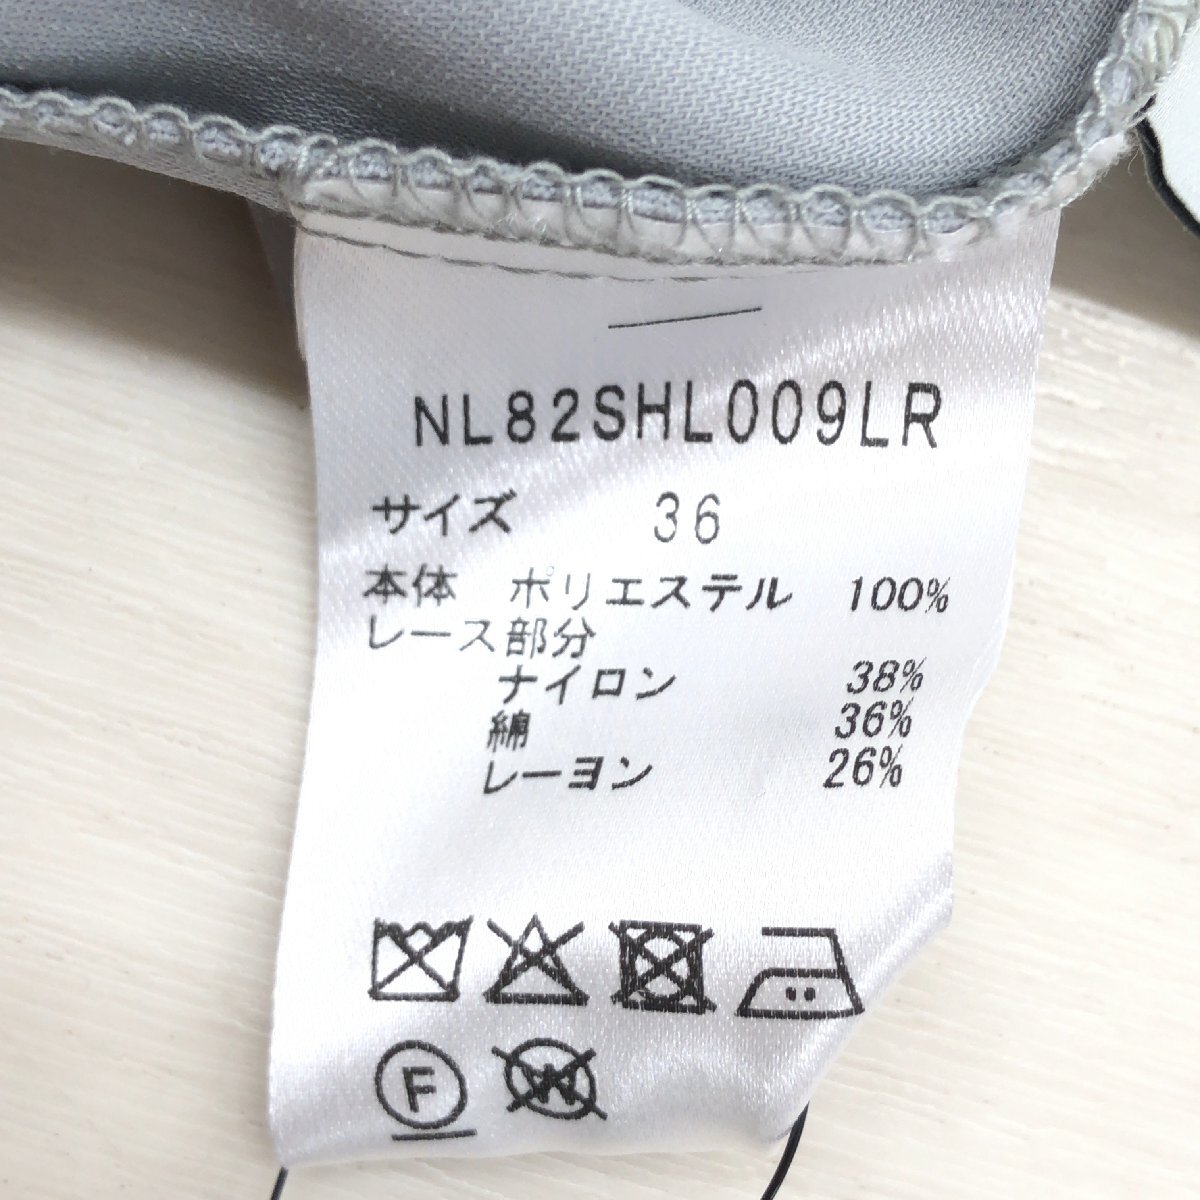 NL82SHL009LR
サイズ 36
本体 ポリエステル 100%
レース部分
ナイロン 38%
綿 36%
レーヨン 26%
F W